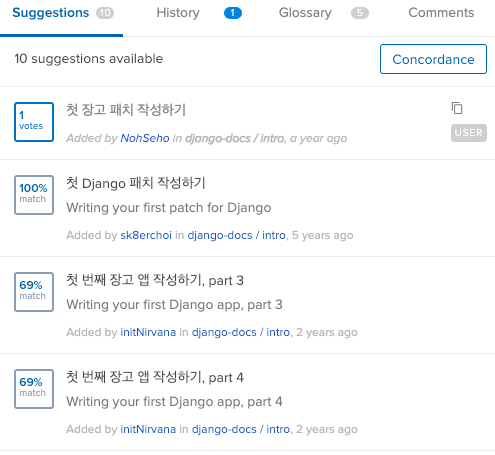 Suggestions 10 History 1 Glossary 5 Comments
10 suggestions available Concordance
1 votes
첫 장고 패치 작성하기
Added by NohSeho in django-docs / intro, a year ago
USER
100% match
첫 Django 패치 작성하기
Writing your first patch for Django
Added by sk8erchoi in django-docs / intro, 5 years ago
69% match
첫 번째 장고 앱 작성하기, part 3
Writing your first Django app, part 3
Added by initNirvana in django-docs / intro, 2 years ago
69% match
첫 번째 장고 앱 작성하기, part 4
Writing your first Django app, part 4
Added by initNirvana in django-docs / intro, 2 years ago